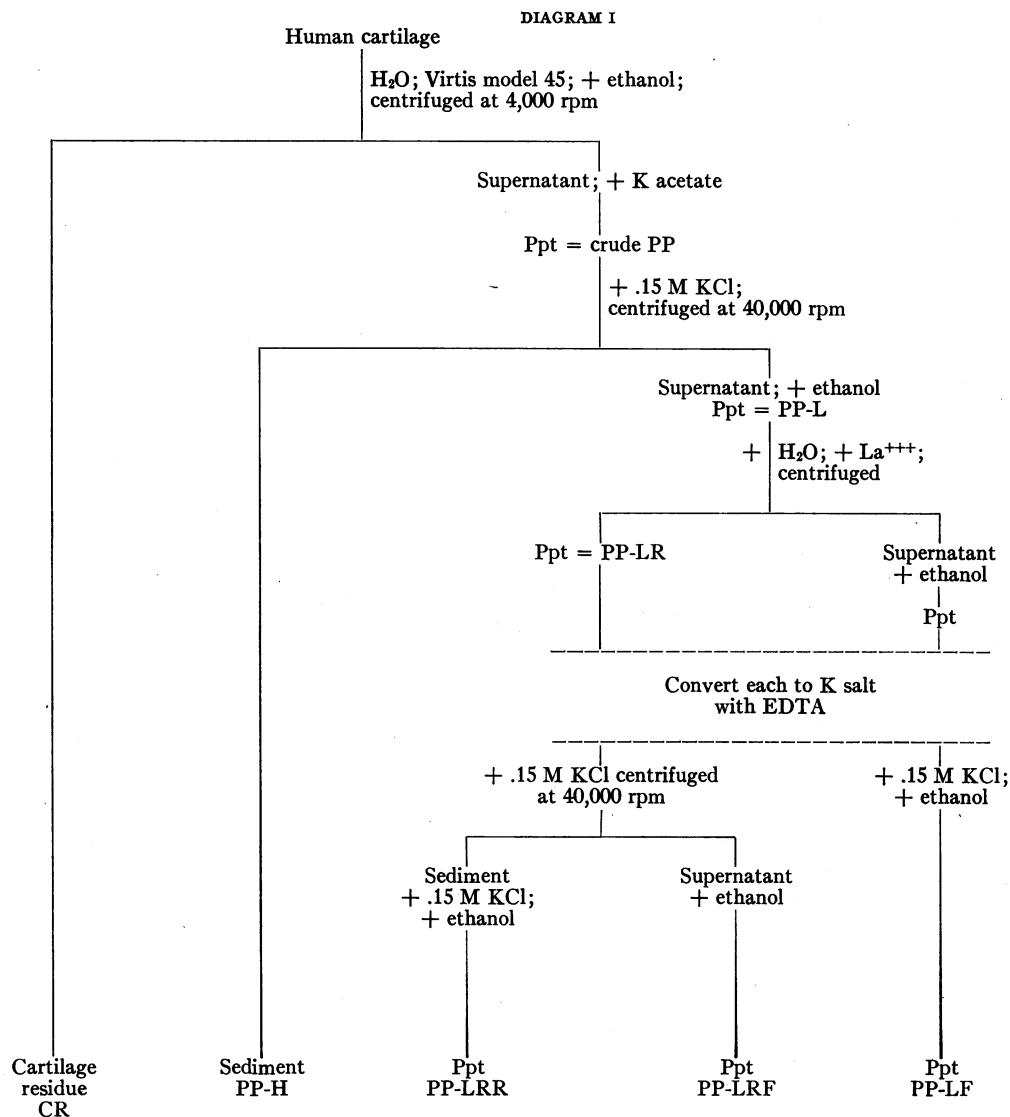 DIAGRAM I
Human cartilage
H₂O; Virtis model 45; + ethanol;
centrifuged at 4,000 rpm
Supernatant; + K acetate
Ppt = crude PP
+ .15 M KCl;
centrifuged at 40,000 rpm
Supernatant; + ethanol
Ppt = PP-L
+ H₂O; + La⁺⁺⁺;
centrifuged
Ppt = PP-LR
Supernatant
+ ethanol
Ppt
Convert each to K salt
with EDTA
+ .15 M KCl centrifuged
at 40,000 rpm
+ .15 M KCl;
+ ethanol
Sediment
+ .15 M KCl;
+ ethanol
Supernatant
+ ethanol
Cartilage
residue
CR
Sediment
PP-H
Ppt
PP-LRR
Ppt
PP-LRF
Ppt
PP-LF